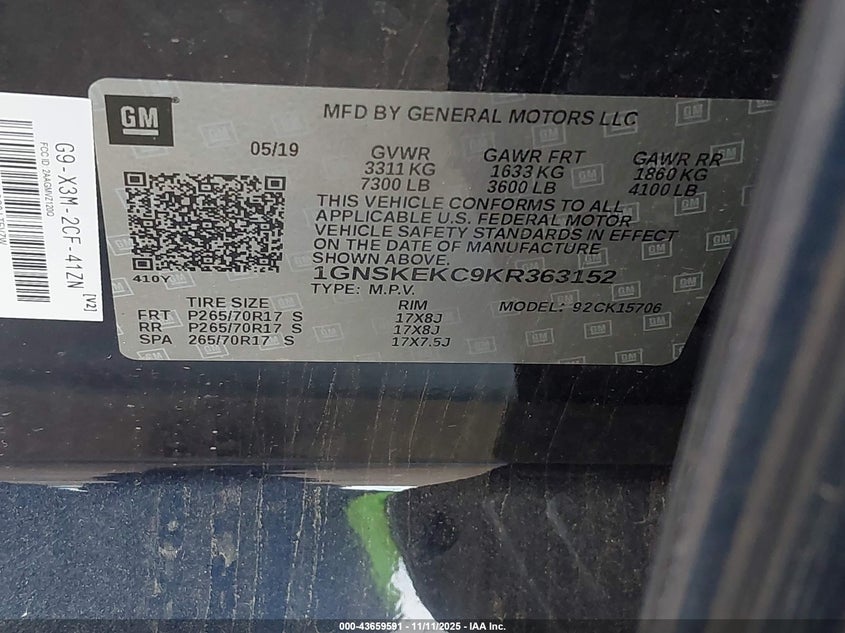 GM
MFD BY GENERAL MOTORS LLC
05/19
GVWR
3311 KG
7300 LB
GAWR FRT
1633 KG
3600 LB
GAWR RR
1860 KG
4100 LB
THIS VEHICLE CONFORMS TO ALL
APPLICABLE U.S. FEDERAL MOTOR
VEHICLE SAFETY STANDARDS IN EFFECT
ON THE DATE OF MANUFACTURE
SHOWN ABOVE.
1GNSKEKC9KR363152
410Y
TYPE: M.P.V.
MODEL: 92CK15706
TIRE SIZE RIM
FRT P265/70R17 S 17X8J
RR P265/70R17 S 17X8J
SPA 265/70R17 S 17X7.5J
G9-X3M-2CF-41ZN
[V2]
000-43659591 - 11/11/2025 - IAA Inc.